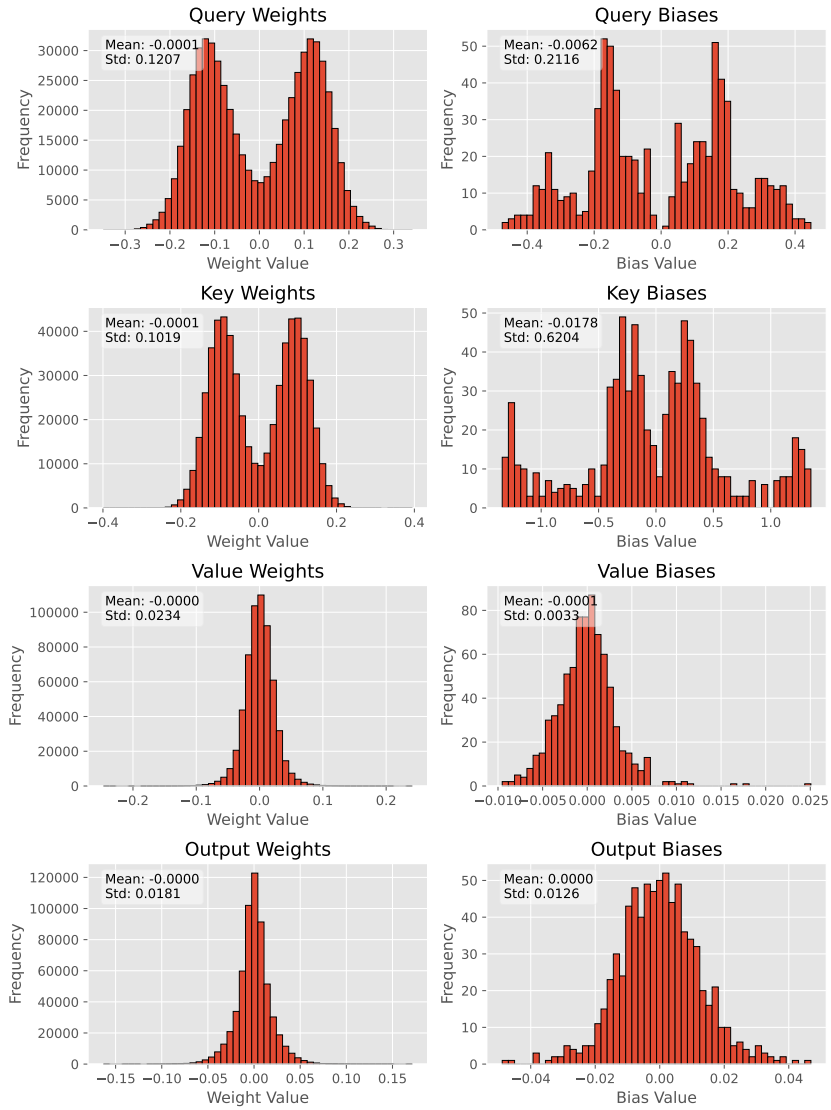 Query Weights
Mean: -0.0001
Std: 0.1207
Frequency
30000
25000
20000
15000
10000
5000
0
−0.3 −0.2 −0.1 0.0 0.1 0.2 0.3
Weight Value
Query Biases
Mean: -0.0062
Std: 0.2116
Frequency
50
40
30
20
10
0
−0.4 −0.2 0.0 0.2 0.4
Bias Value
Key Weights
Mean: -0.0001
Std: 0.1019
Frequency
40000
30000
20000
10000
0
−0.4 −0.2 0.0 0.2 0.4
Weight Value
Key Biases
Mean: -0.0178
Std: 0.6204
Frequency
50
40
30
20
10
0
−1.0 −0.5 0.0 0.5 1.0
Bias Value
Value Weights
Mean: -0.0000
Std: 0.0234
Frequency
100000
80000
60000
40000
20000
0
−0.2 −0.1 0.0 0.1 0.2
Weight Value
Value Biases
Mean: -0.0001
Std: 0.0033
Frequency
80
60
40
20
0
−0.010 −0.005 0.000 0.005 0.010 0.015 0.020 0.025
Bias Value
Output Weights
Mean: -0.0000
Std: 0.0181
Frequency
120000
100000
80000
60000
40000
20000
0
−0.15 −0.10 −0.05 0.00 0.05 0.10 0.15
Weight Value
Output Biases
Mean: 0.0000
Std: 0.0126
Frequency
50
40
30
20
10
0
−0.04 −0.02 0.00 0.02 0.04
Bias Value